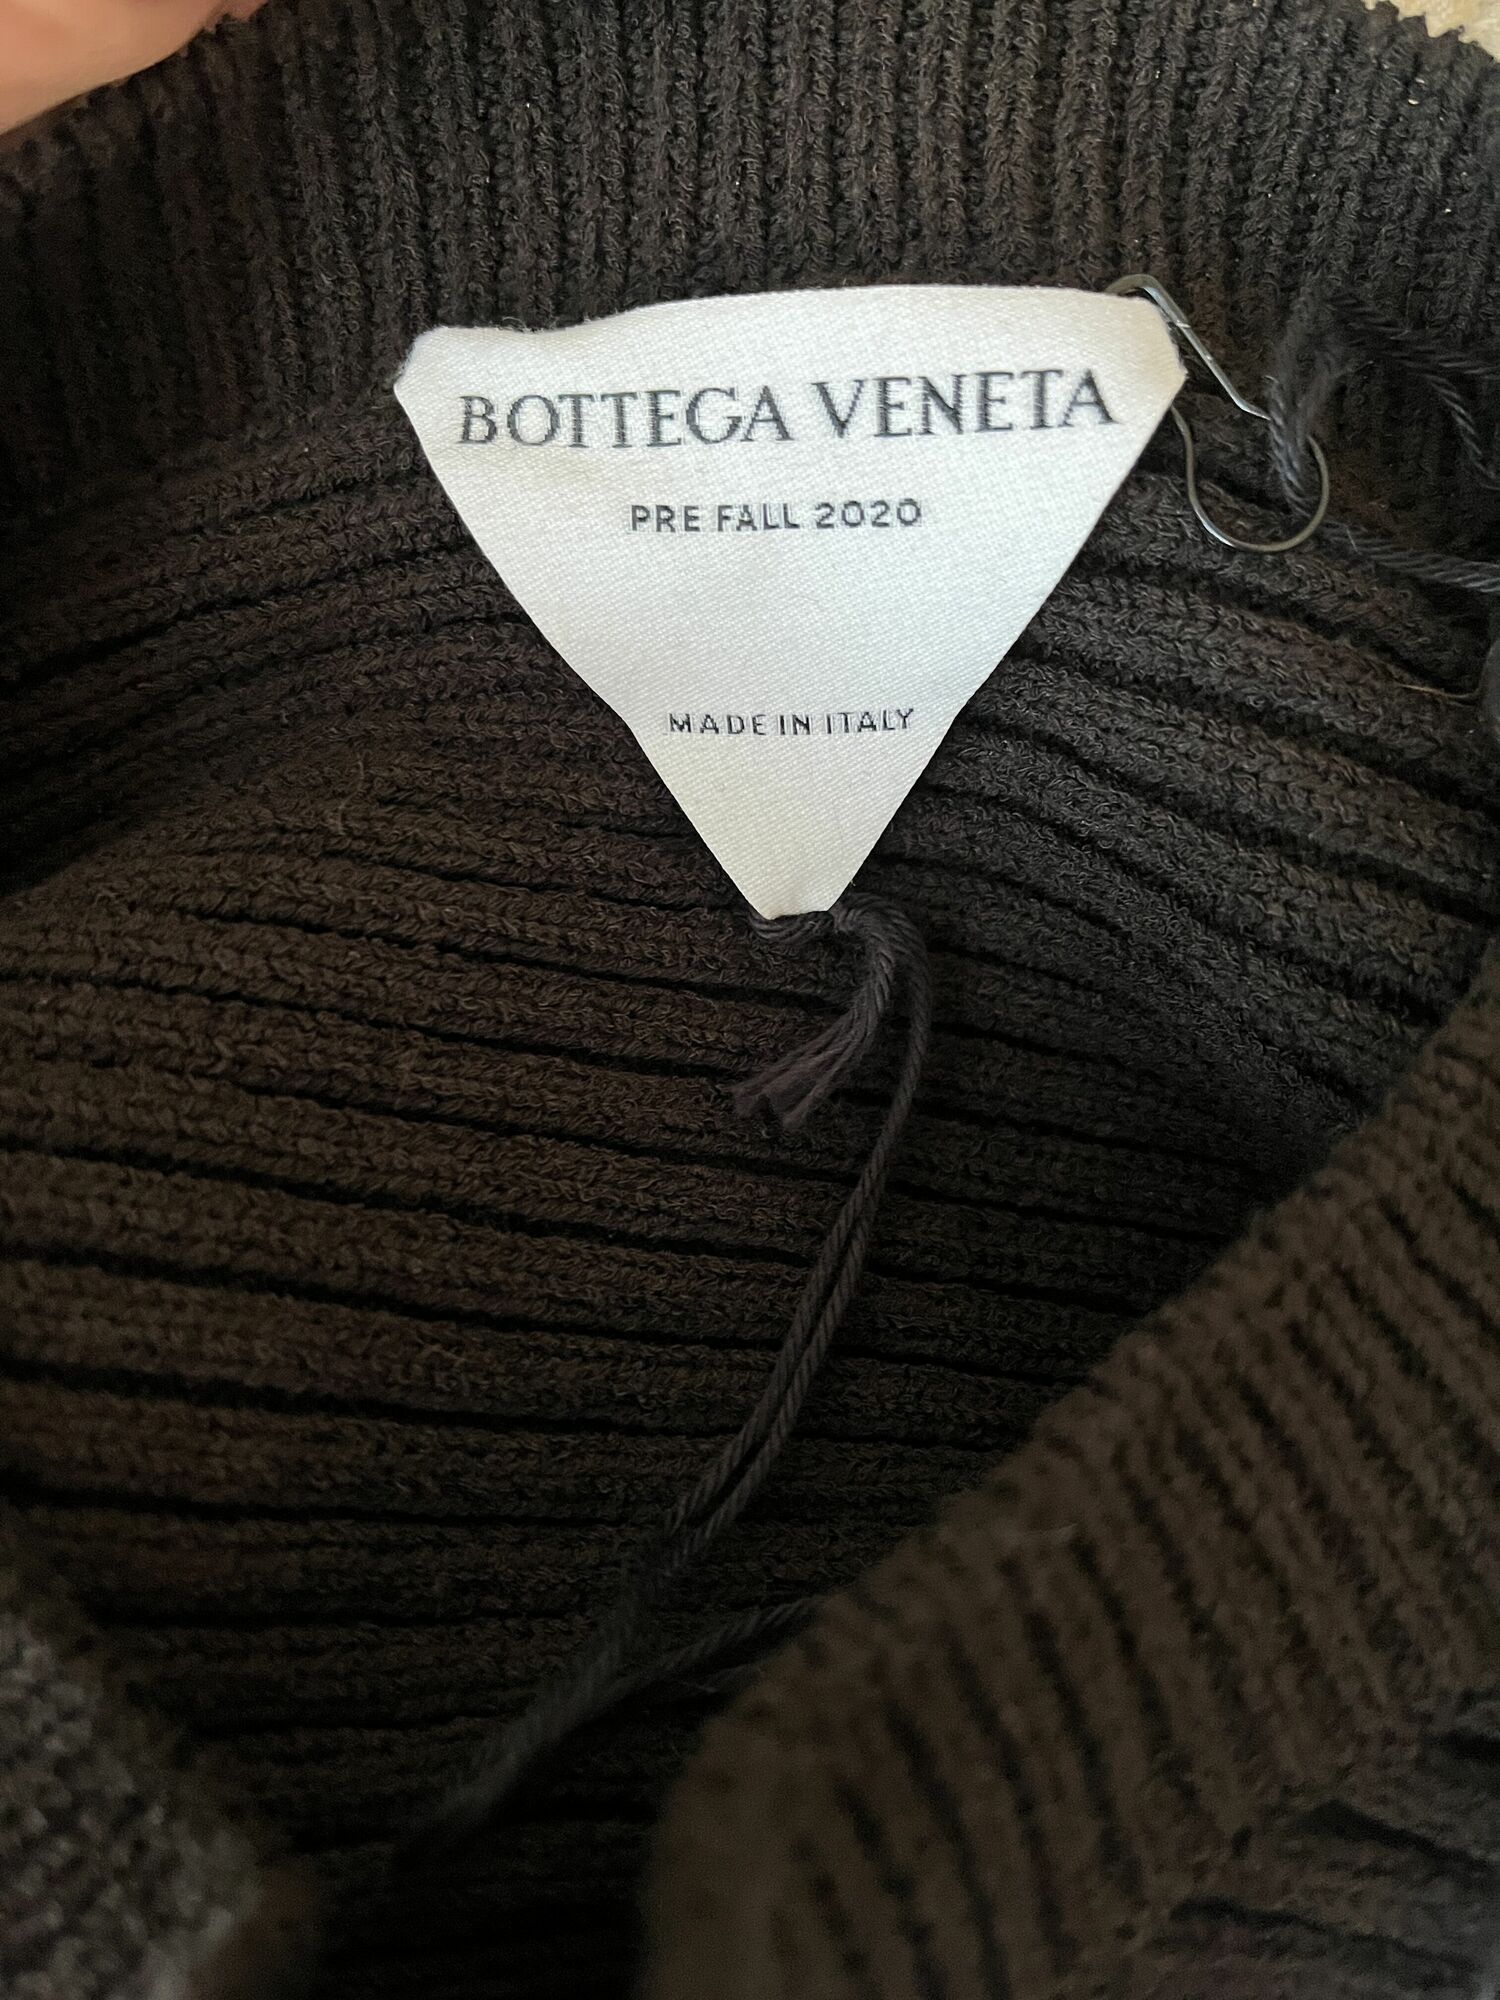 BOTTEGA VENETA
PRE FALL 2020
MADE IN ITALY